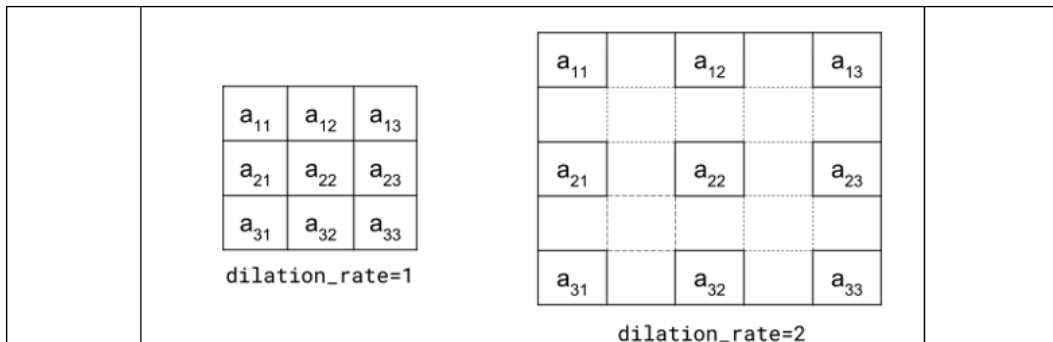 a11 a12 a13
a21 a22 a23
a31 a32 a33
dilation_rate=1
a11 a12 a13
a21 a22 a23
a31 a32 a33
dilation_rate=2